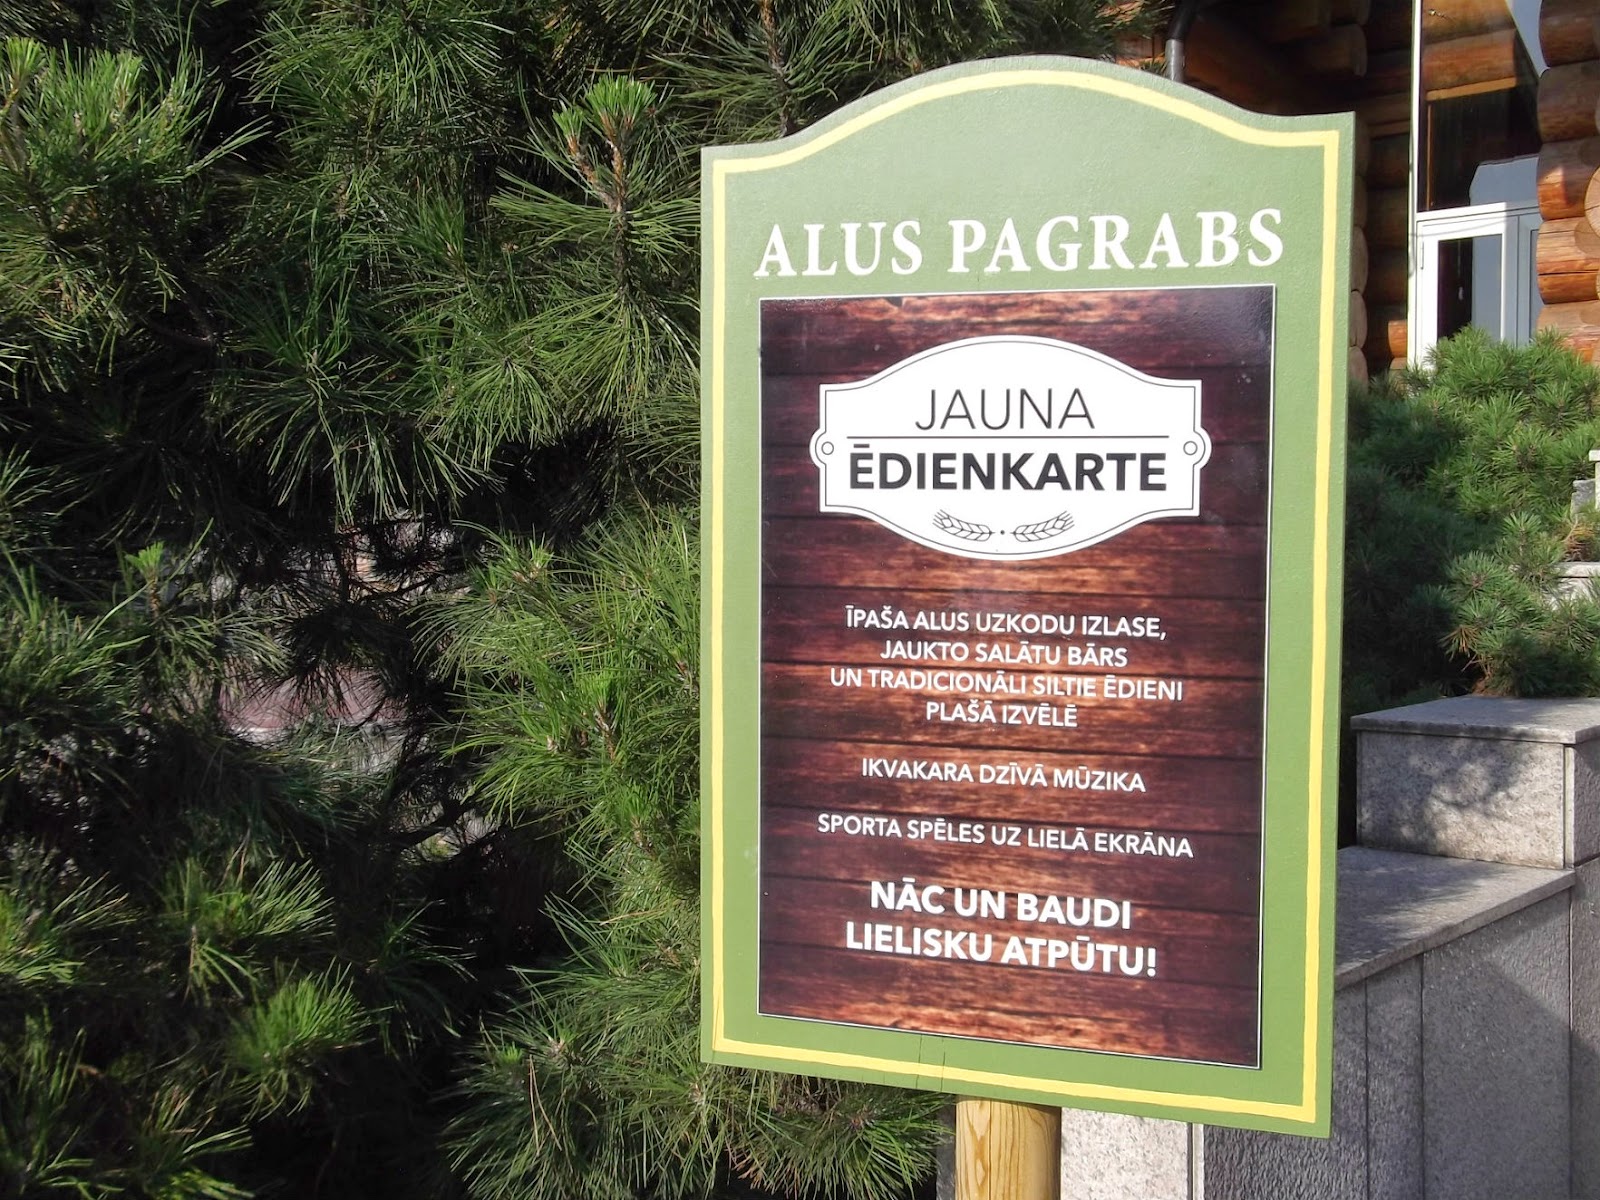 ALUS PAGRABS
JAUNA
ĒDIENKARTE
ĪPAŠA ALUS UZKODU IZLASE,
JAUKTO SALĀTU BĀRS
UN TRADICIONĀLI SILTIE ĒDIENI
PLAŠĀ IZVĒLĒ
IKVAKARA DZĪVĀ MŪZIKA
SPORTA SPĒLES UZ LIELĀ EKRĀNA
NĀC UN BAUDI
LIELISKU ATPŪTU!